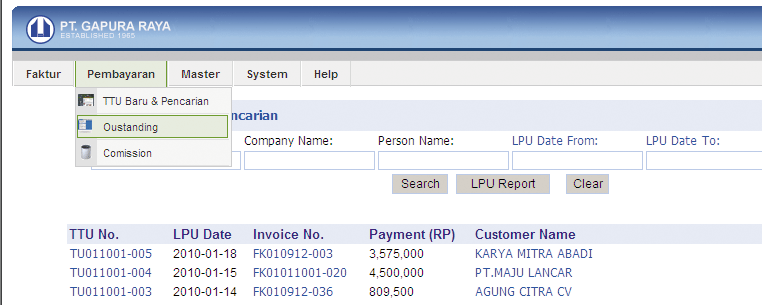 PT. GAPURA RAYA
ESTABLISHED 1965
Faktur Pembayaran Master System Help
TTU Baru & Pencarian
Oustanding
Comission
ncarian
Company Name: Person Name: LPU Date From: LPU Date To:
Search LPU Report Clear
TTU No. LPU Date Invoice No. Payment (RP) Customer Name
TU011001-005 2010-01-18 FK010912-003 3,575,000 KARYA MITRA ABADI
TU011001-004 2010-01-15 FK01011001-020 4,500,000 PT.MAJU LANCAR
TU011001-003 2010-01-14 FK010912-036 809,500 AGUNG CITRA CV